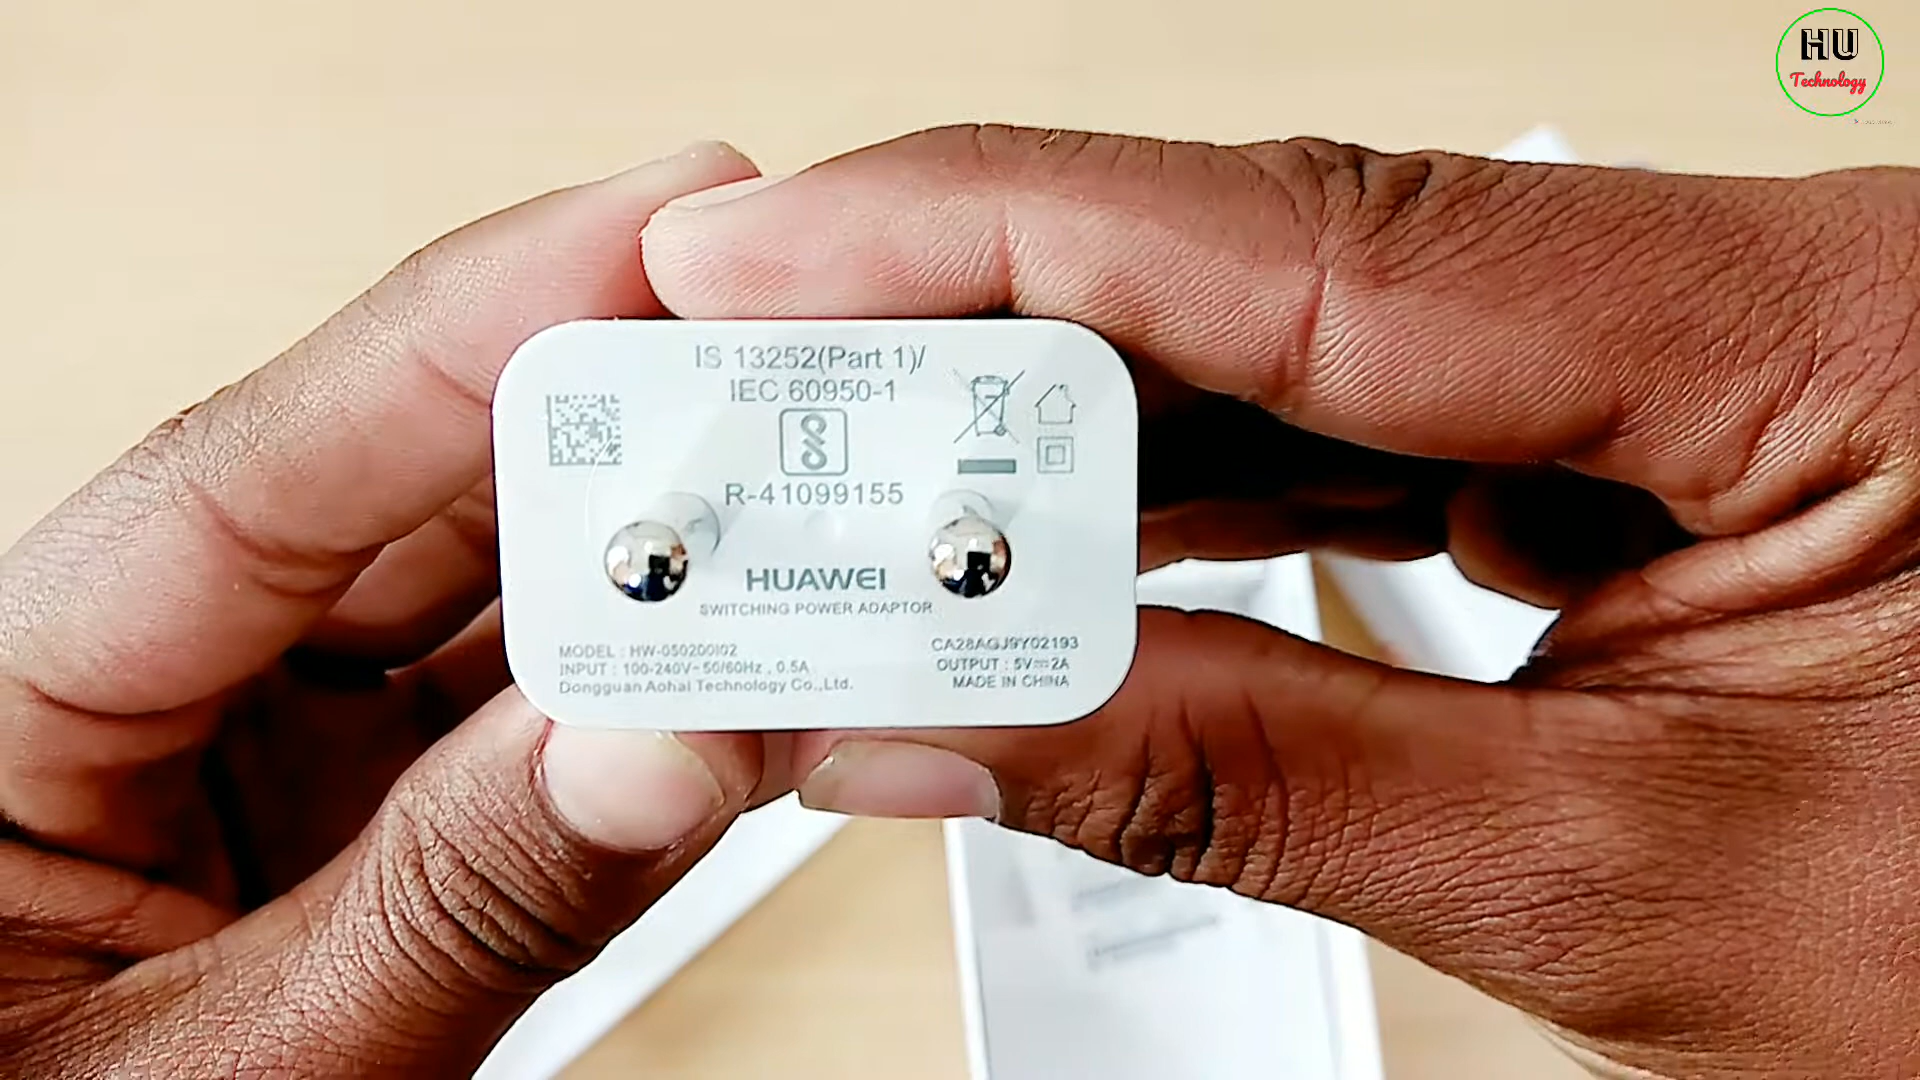 HU
Technology
IS 13252(Part 1)/
IEC 60950-1
R-41099155
HUAWEI
SWITCHING POWER ADAPTOR
MODEL : HW-050200I02
INPUT : 100-240V~50/60Hz , 0.5A
Dongguan Aohai Technology Co.,Ltd.
CA28AGJ9Y02193
OUTPUT : 5V⎓2A
MADE IN CHINA